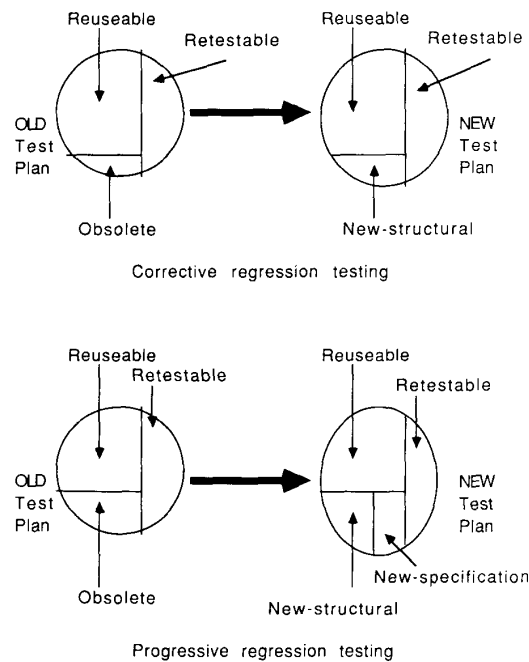 Reuseable
Retestable
OLD
Test
Plan
Obsolete
Reuseable
Retestable
NEW
Test
Plan
New-structural
Corrective regression testing
Reuseable
Retestable
OLD
Test
Plan
Obsolete
Reuseable
Retestable
NEW
Test
Plan
New-specification
New-structural
Progressive regression testing